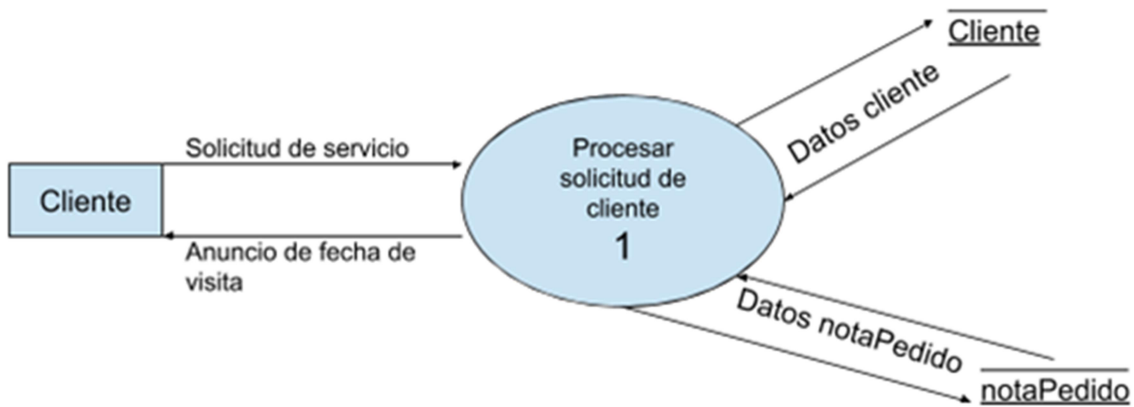 Cliente
Solicitud de servicio
Anuncio de fecha de
visita
Procesar
solicitud de
cliente
1
Cliente
Datos cliente
Datos notaPedido
notaPedido